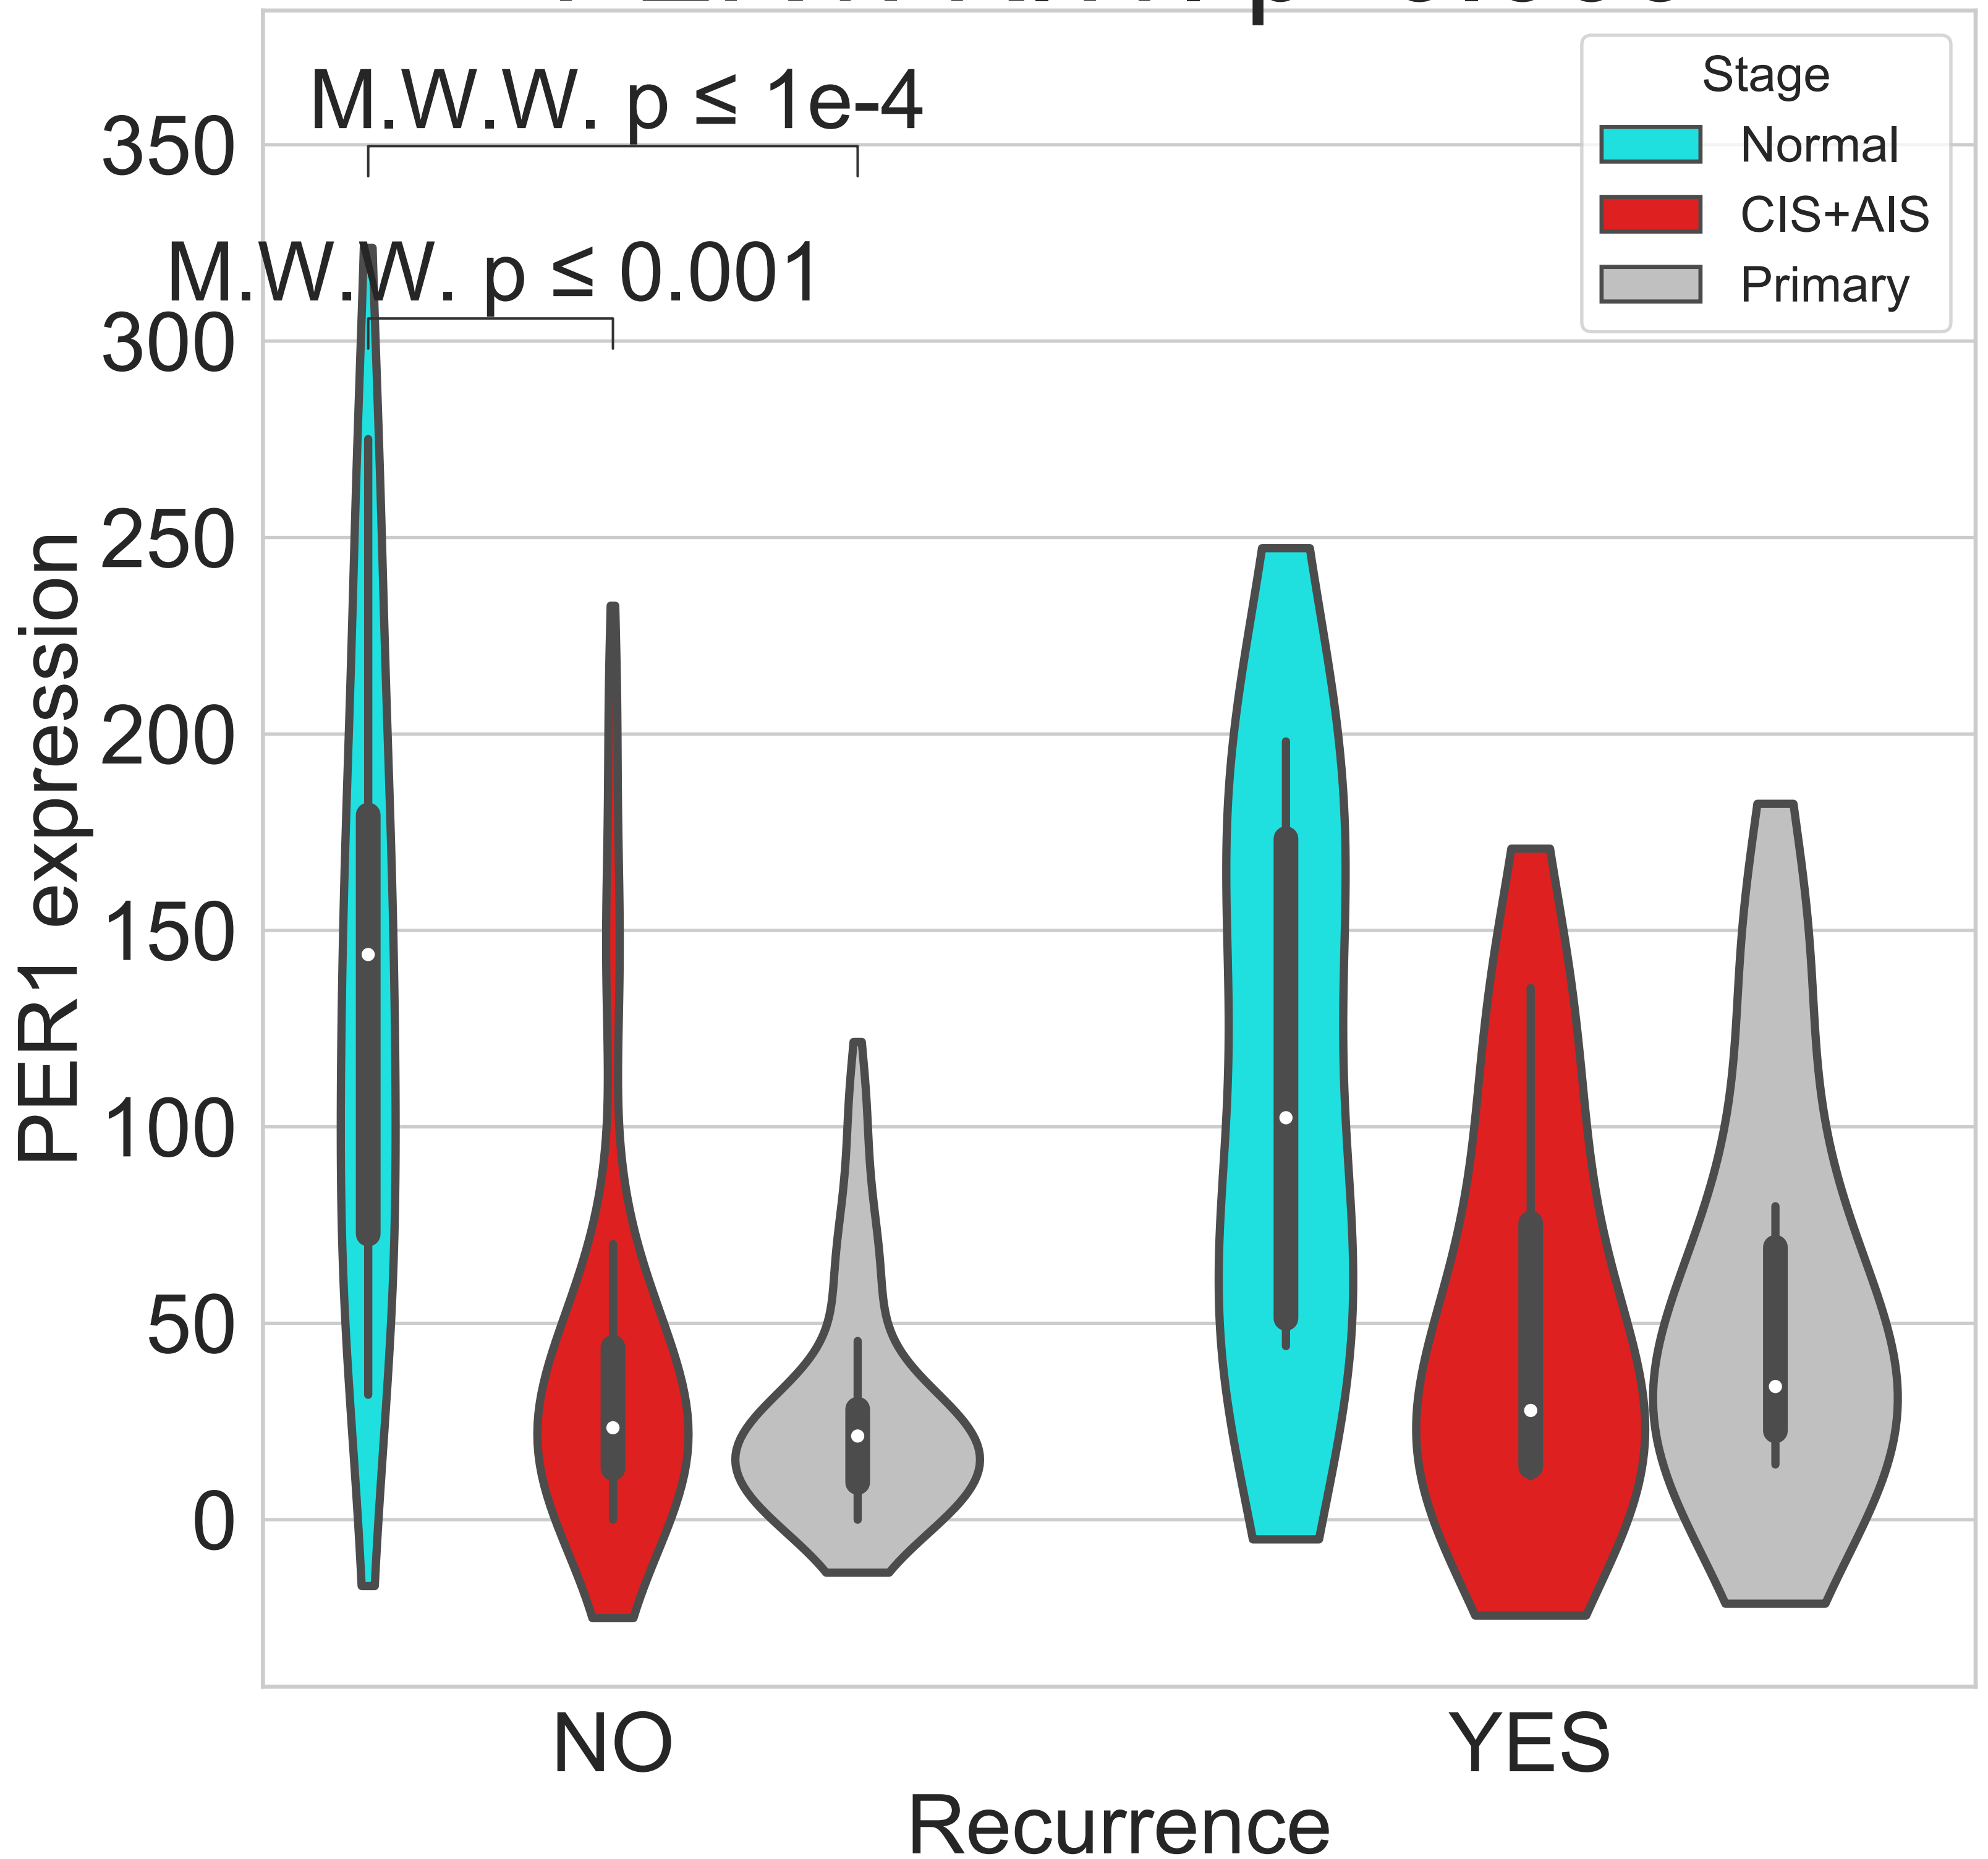 M.W.W. p ≤ 1e-4
M.W.W. p ≤ 0.001
Stage
Normal
CIS+AIS
Primary
350
300
250
200
150
100
50
0
PER1 expression
NO
YES
Recurrence